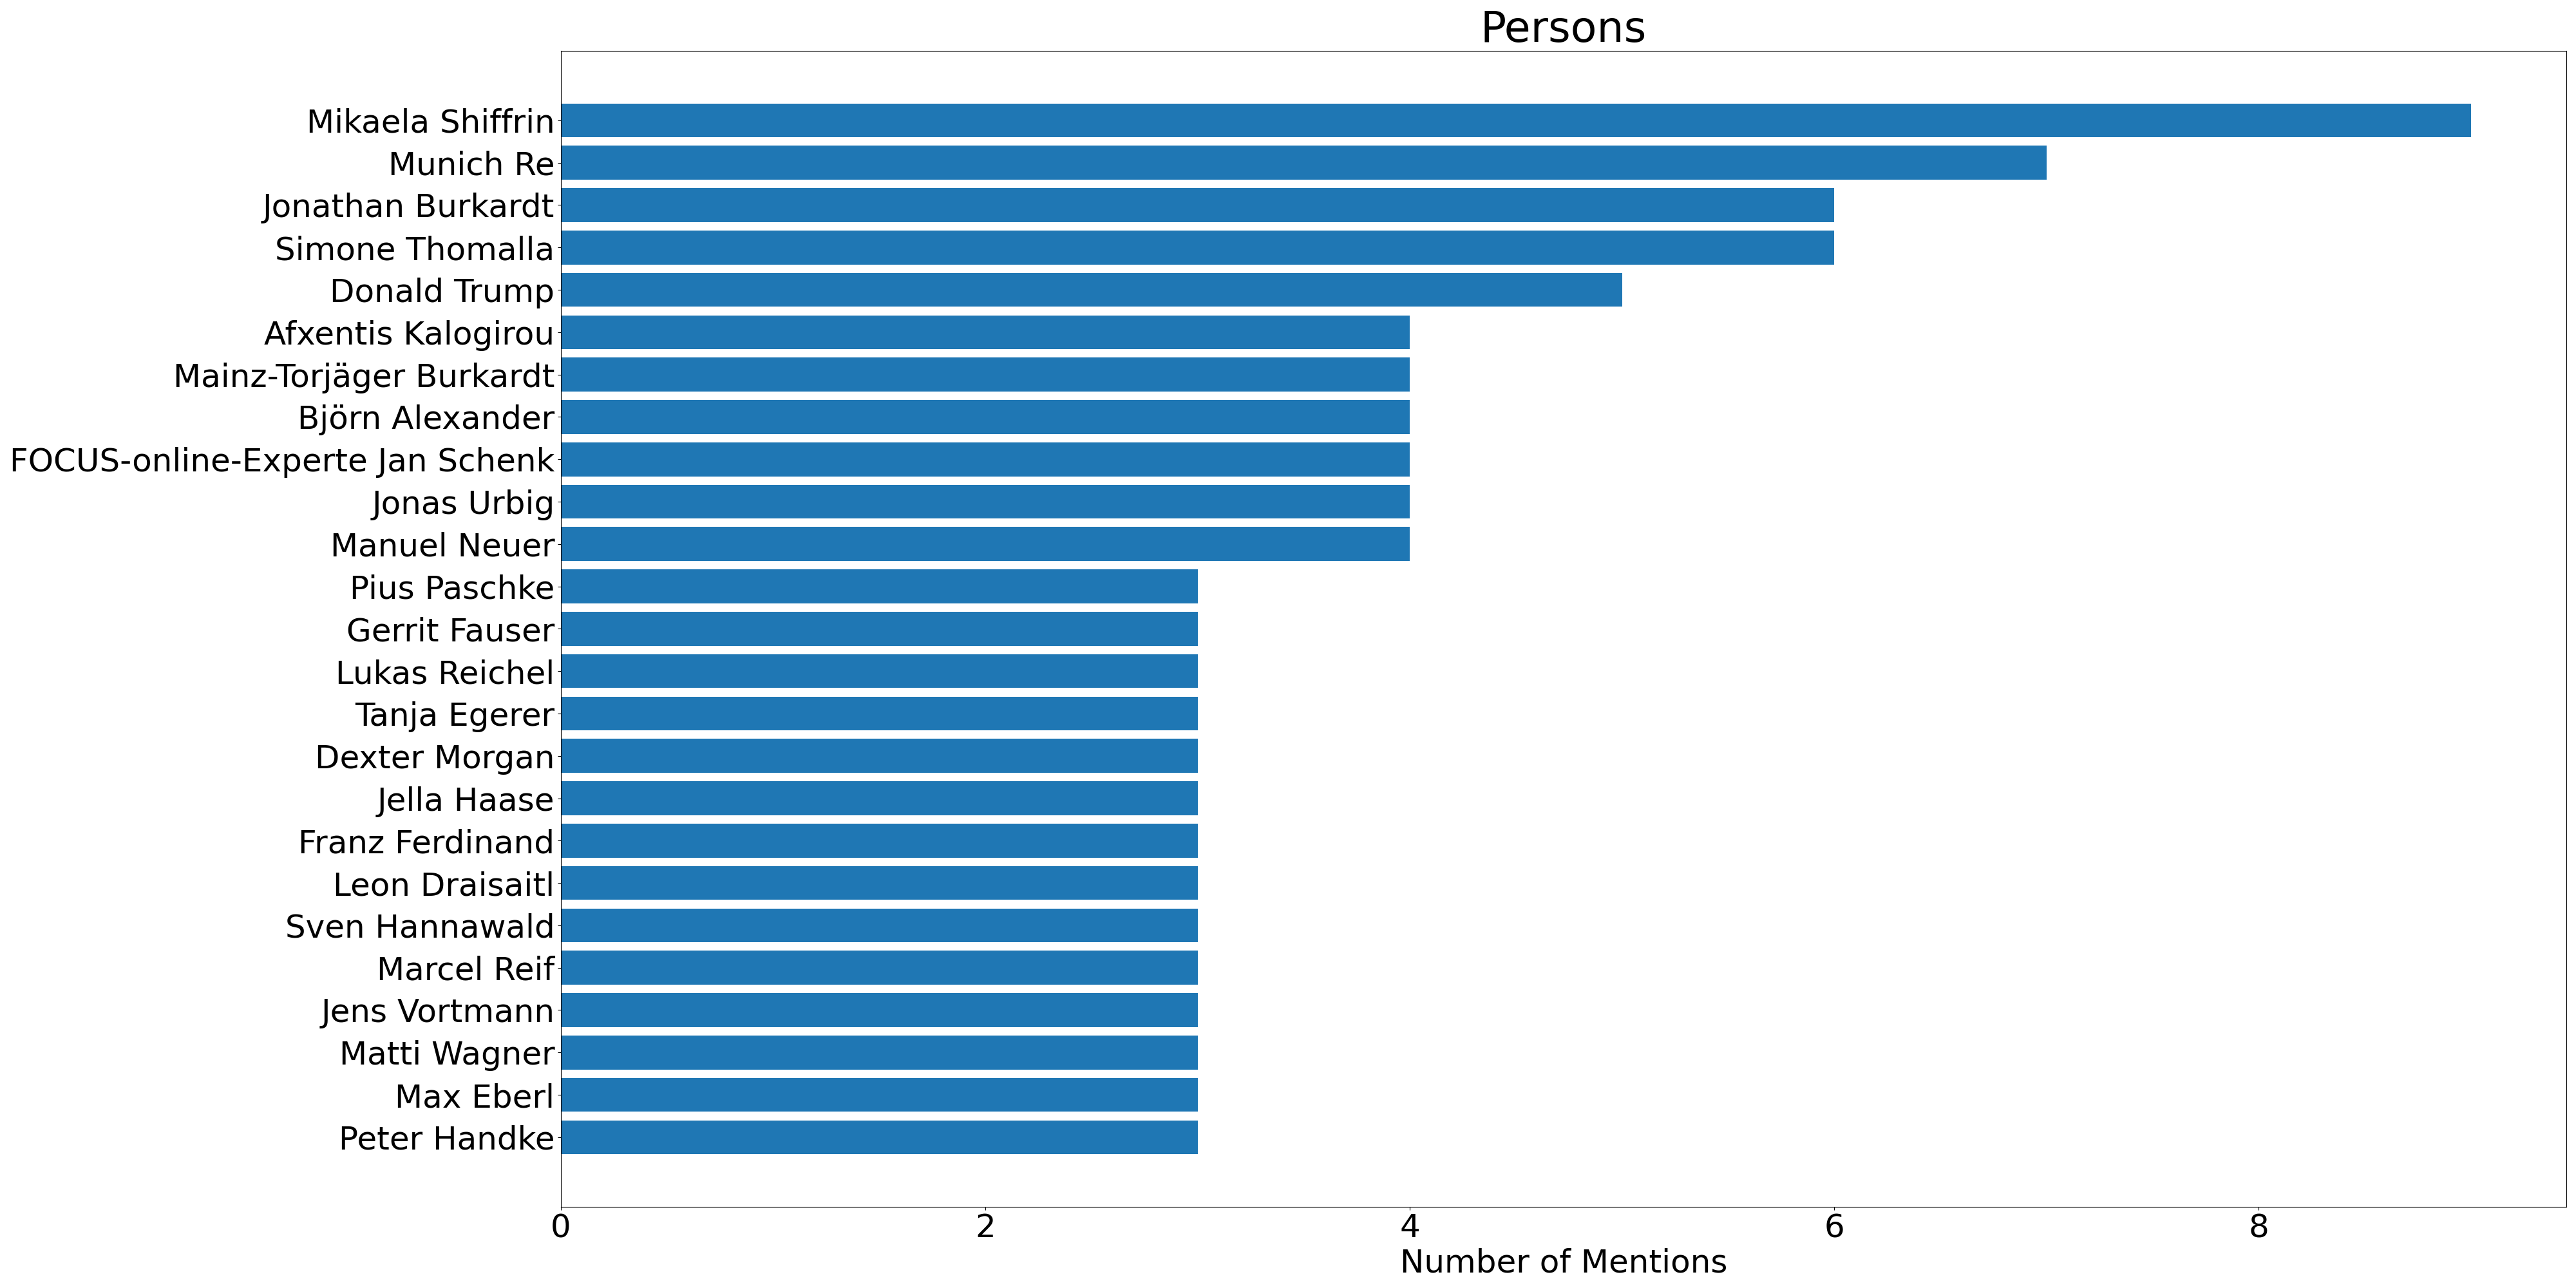 Persons
Mikaela Shiffrin
Munich Re
Jonathan Burkardt
Simone Thomalla
Donald Trump
Afxentis Kalogirou
Mainz-Torjäger Burkardt
Björn Alexander
FOCUS-online-Experte Jan Schenk
Jonas Urbig
Manuel Neuer
Pius Paschke
Gerrit Fauser
Lukas Reichel
Tanja Egerer
Dexter Morgan
Jella Haase
Franz Ferdinand
Leon Draisaitl
Sven Hannawald
Marcel Reif
Jens Vortmann
Matti Wagner
Max Eberl
Peter Handke
0 2 4 6 8
Number of Mentions